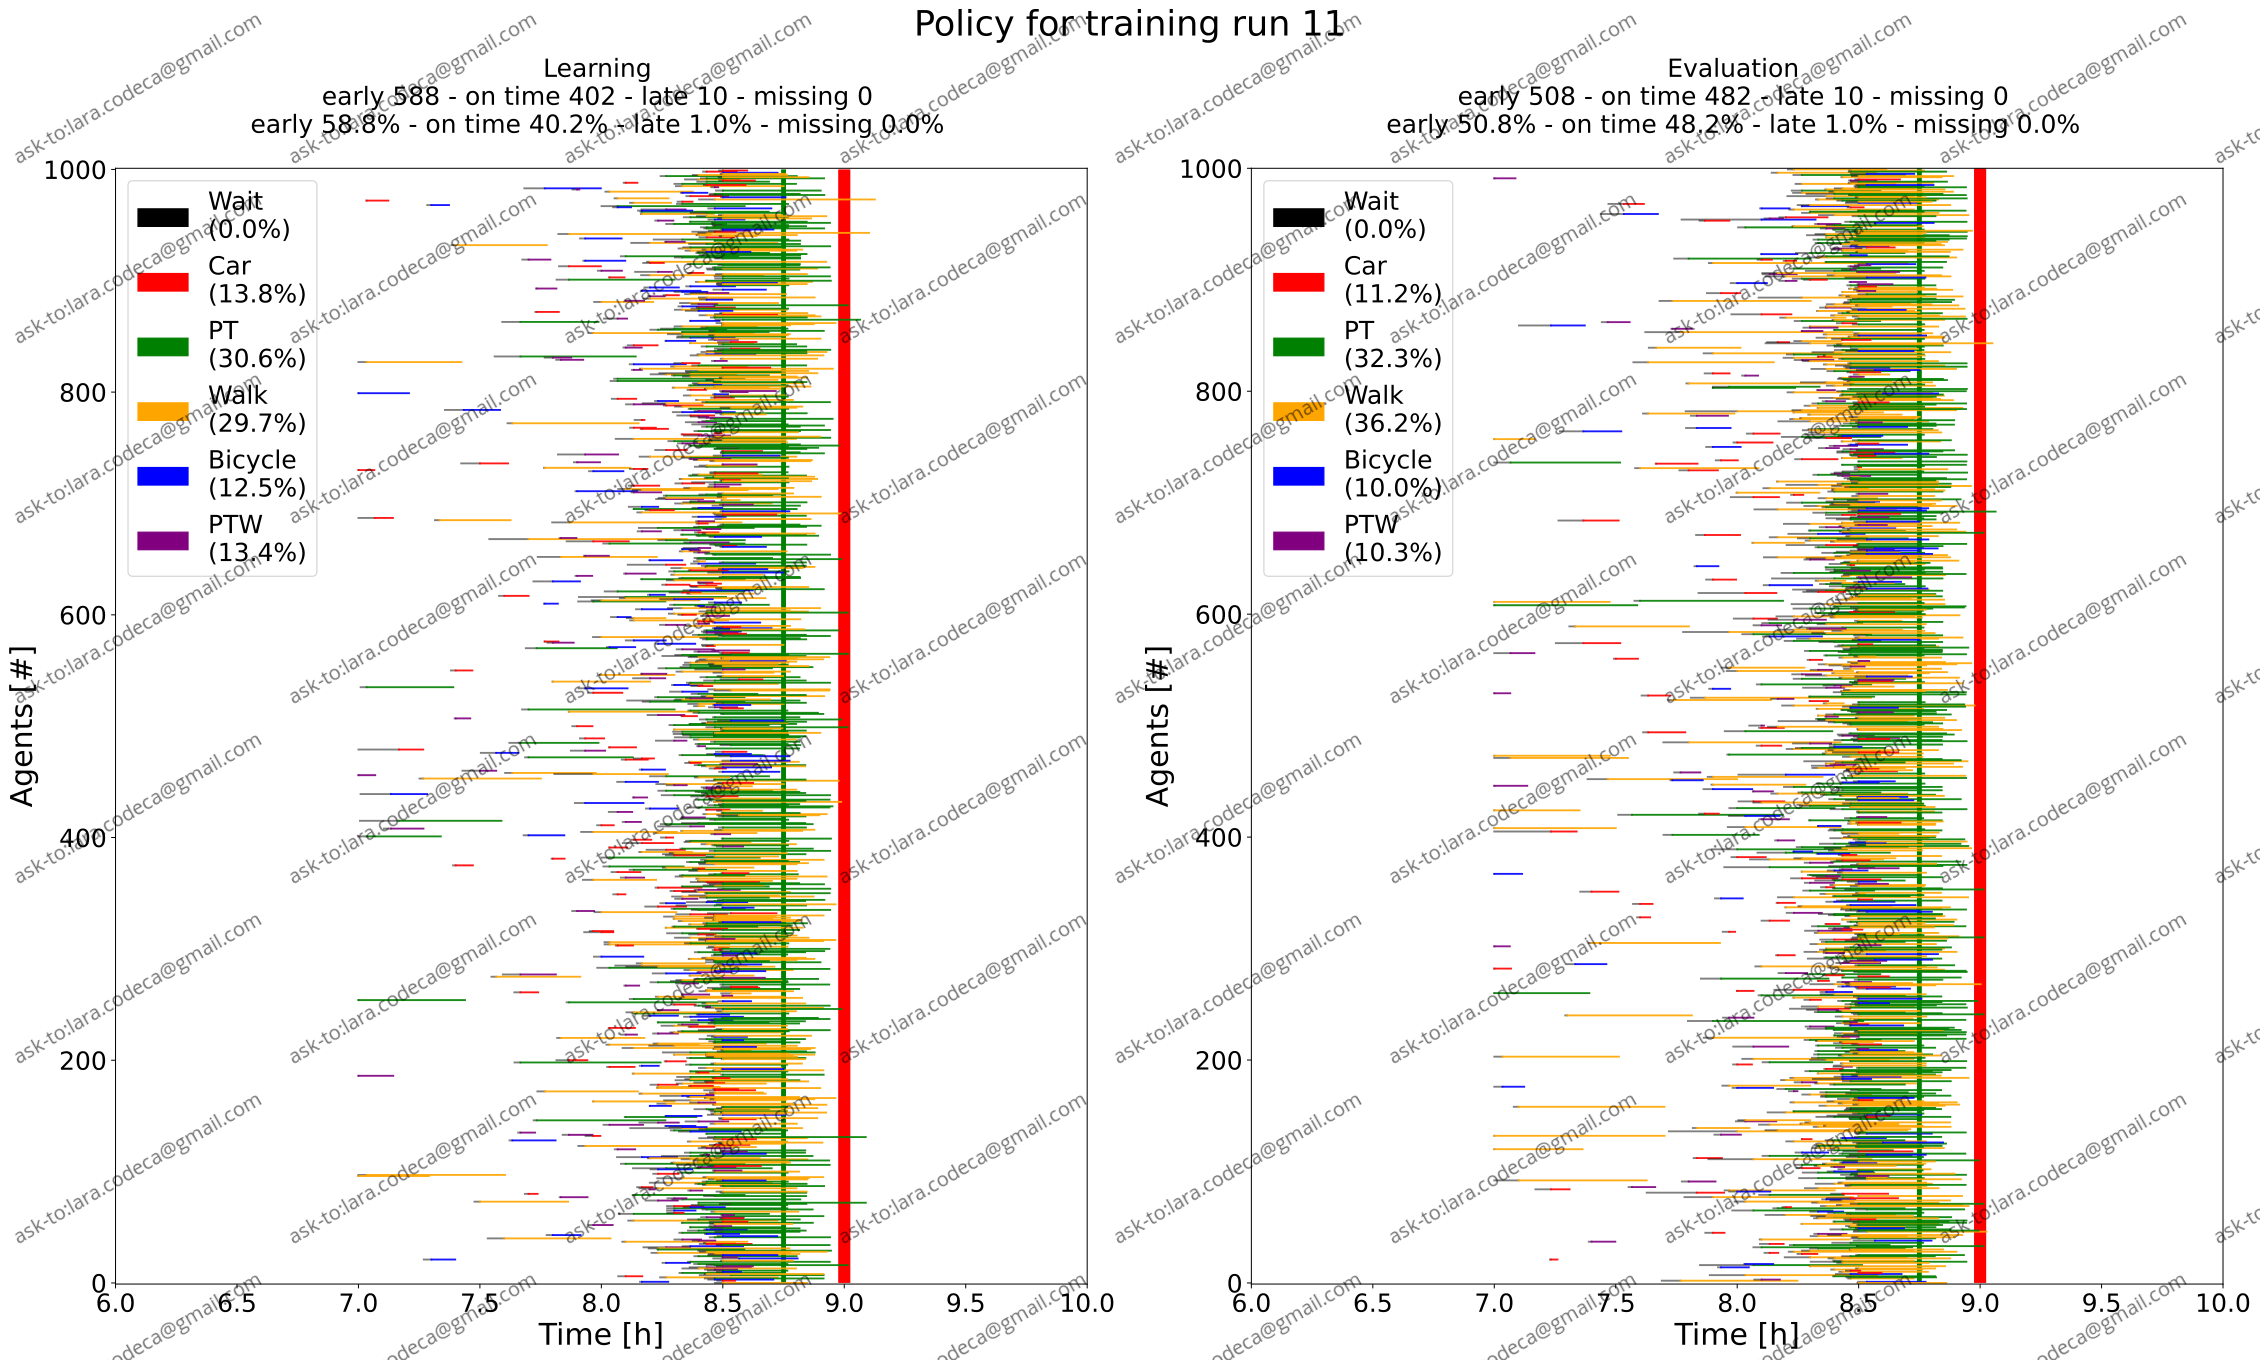 Policy for training run 11
Learning
early 588 - on time 402 - late 10 - missing 0
early 58.8% - on time 40.2% - late 1.0% - missing 0.0%
Wait
(0.0%)
Car
(13.8%)
PT
(30.6%)
Walk
(29.7%)
Bicycle
(12.5%)
PTW
(13.4%)
Agents [#]
1000
800
600
400
200
0
6.0 6.5 7.0 7.5 8.0 8.5 9.0 9.5 10.0
Time [h]
Evaluation
early 508 - on time 482 - late 10 - missing 0
early 50.8% - on time 48.2% - late 1.0% - missing 0.0%
Wait
(0.0%)
Car
(11.2%)
PT
(32.3%)
Walk
(36.2%)
Bicycle
(10.0%)
PTW
(10.3%)
Agents [#]
1000
800
600
400
200
0
6.0 6.5 7.0 7.5 8.0 8.5 9.0 9.5 10.0
Time [h]
ask-to:lara.codeca@gmail.com